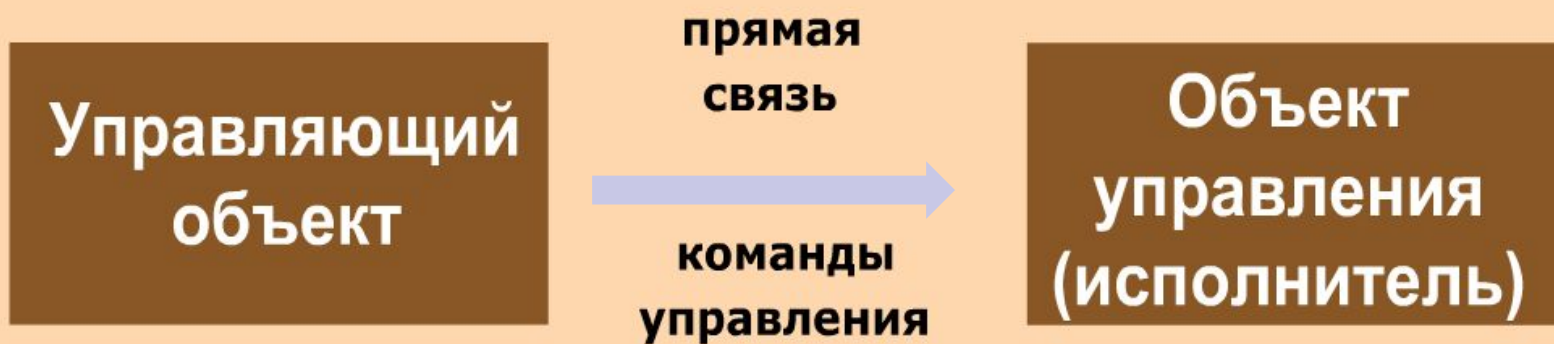 Управляющий
объект
прямая
связь
команды
управления
Объект
управления
(исполнитель)